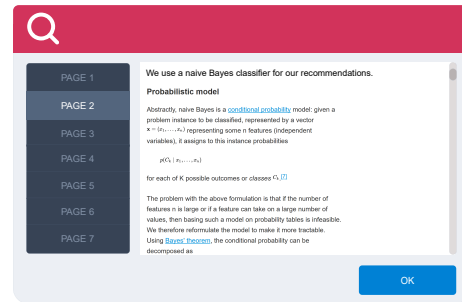 PAGE 1
PAGE 2
PAGE 3
PAGE 4
PAGE 5
PAGE 6
PAGE 7
We use a naive Bayes classifier for our recommendations.
Probabilistic model
Abstractly, naive Bayes is a conditional probability model: given a
problem instance to be classified, represented by a vector
x = (x₁, . . . , xₙ) representing some n features (independent
variables), it assigns to this instance probabilities
p(Cₖ | x₁, . . . , xₙ)
for each of K possible outcomes or classes Cₖ.[7]
The problem with the above formulation is that if the number of
features n is large or if a feature can take on a large number of
values, then basing such a model on probability tables is infeasible.
We therefore reformulate the model to make it more tractable.
Using Bayes' theorem, the conditional probability can be
decomposed as
OK